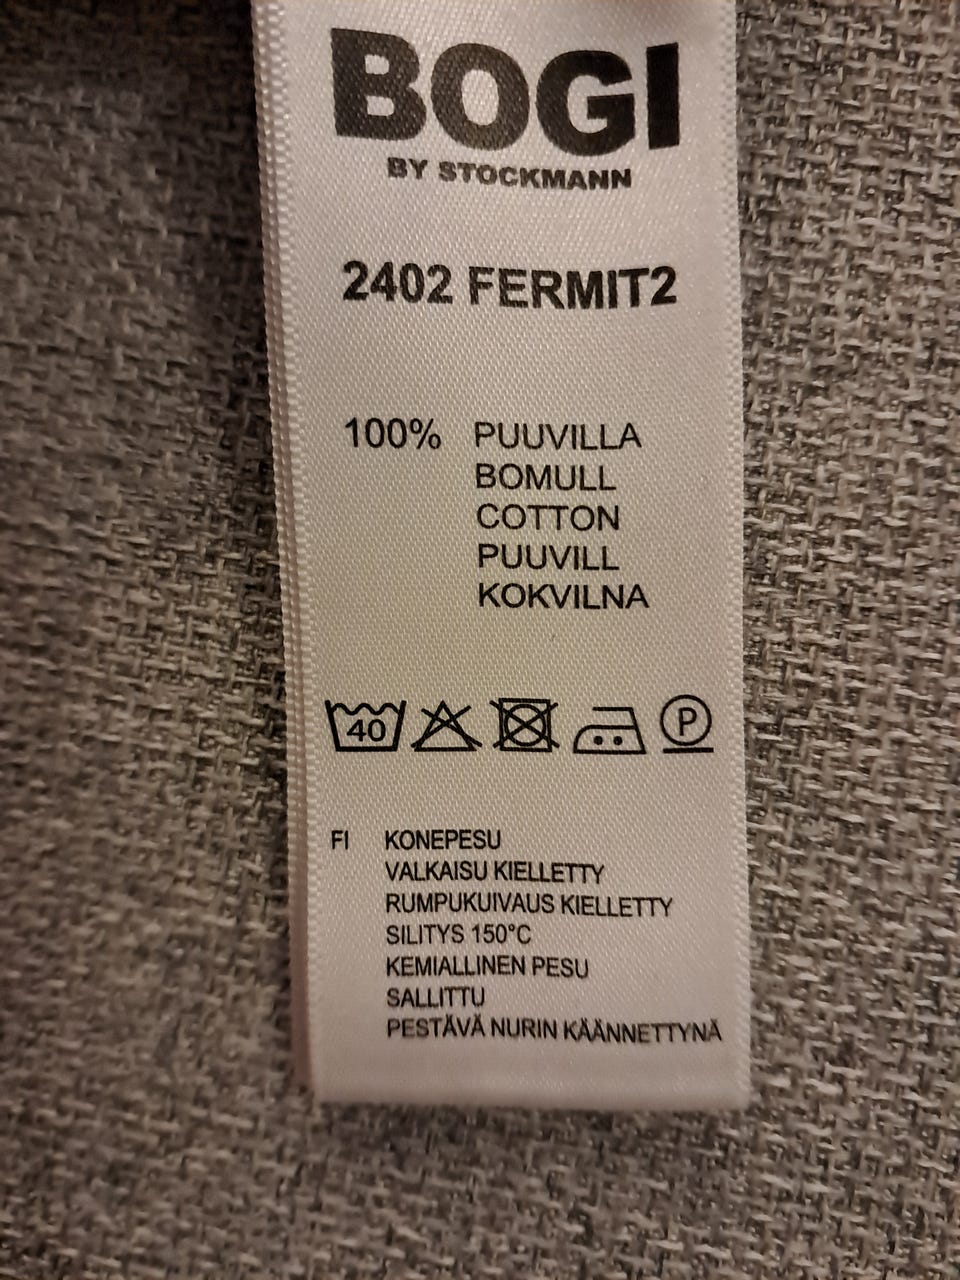 BOGI
BY STOCKMANN
2402 FERMIT2
100% PUUVILLA
BOMULL
COTTON
PUUVILL
KOKVILNA
40 P
FI KONEPESU
VALKAISU KIELLETTY
RUMPUKUIVAUS KIELLETTY
SILITYS 150°C
KEMIALLINEN PESU
SALLITTU
PESTÄVÄ NURIN KÄÄNNETTYNÄ